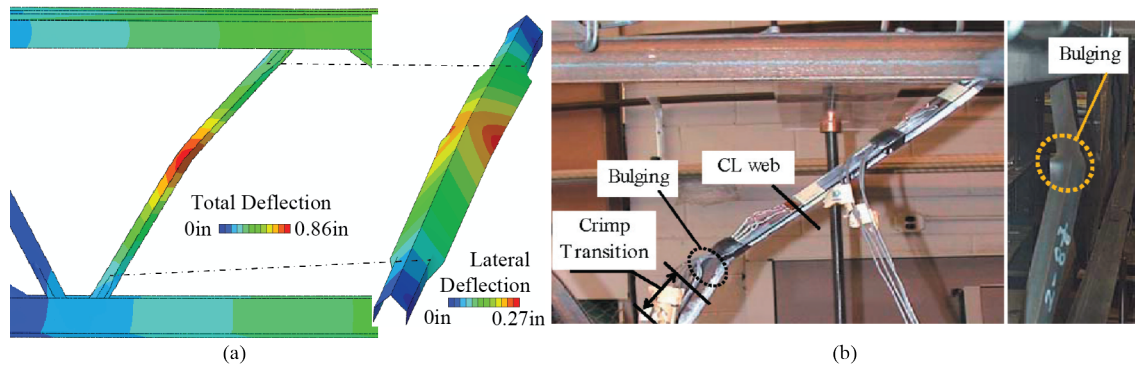 Total Deflection
0in 0.86in
Lateral
Deflection
0in 0.27in
(a)
Bulging
CL web
Crimp
Transition
Bulging
(b)